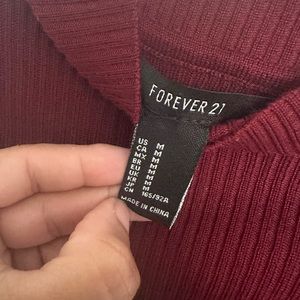 FOREVER 21
US M
CA M
MX M
BR M
EU M
UK M
KR M
JP M
CN 165/92A
MADE IN CHINA